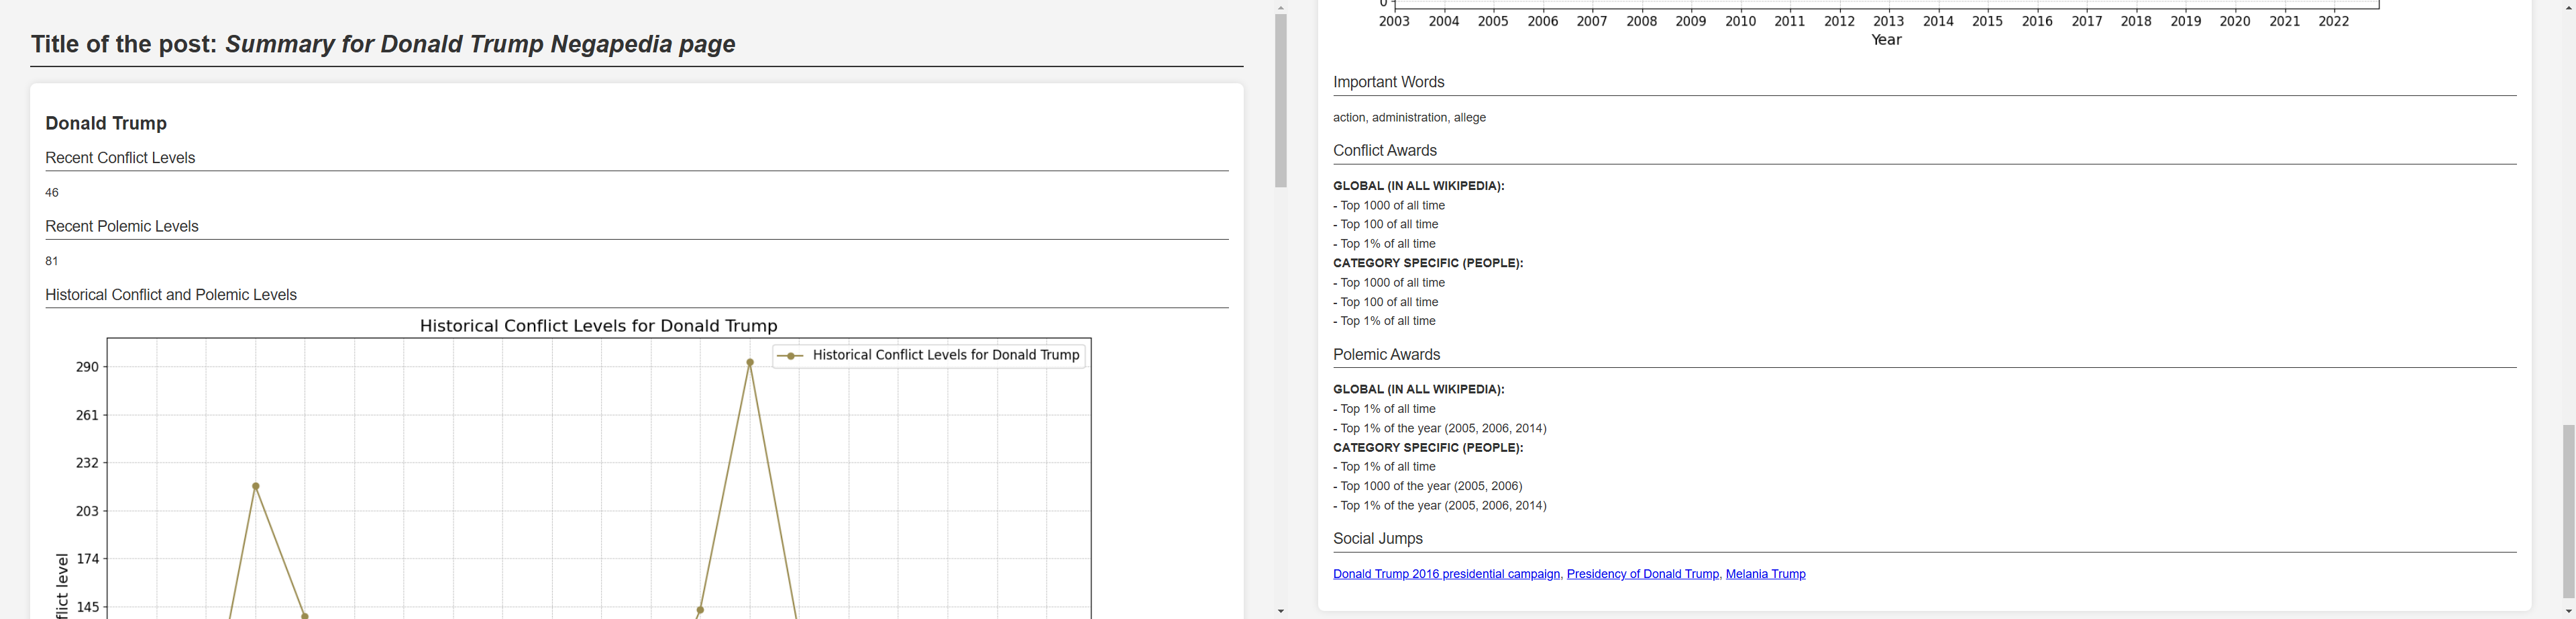 Title of the post: Summary for Donald Trump Negapedia page
Donald Trump
Recent Conflict Levels
46
Recent Polemic Levels
81
Historical Conflict and Polemic Levels
Historical Conflict Levels for Donald Trump
Historical Conflict Levels for Donald Trump
290
261
232
203
174
145
flict level
0
2003 2004 2005 2006 2007 2008 2009 2010 2011 2012 2013 2014 2015 2016 2017 2018 2019 2020 2021 2022
Year
Important Words
action, administration, allege
Conflict Awards
GLOBAL (IN ALL WIKIPEDIA):
- Top 1000 of all time
- Top 100 of all time
- Top 1% of all time
CATEGORY SPECIFIC (PEOPLE):
- Top 1000 of all time
- Top 100 of all time
- Top 1% of all time
Polemic Awards
GLOBAL (IN ALL WIKIPEDIA):
- Top 1% of all time
- Top 1% of the year (2005, 2006, 2014)
CATEGORY SPECIFIC (PEOPLE):
- Top 1% of all time
- Top 1000 of the year (2005, 2006)
- Top 1% of the year (2005, 2006, 2014)
Social Jumps
Donald Trump 2016 presidential campaign, Presidency of Donald Trump, Melania Trump